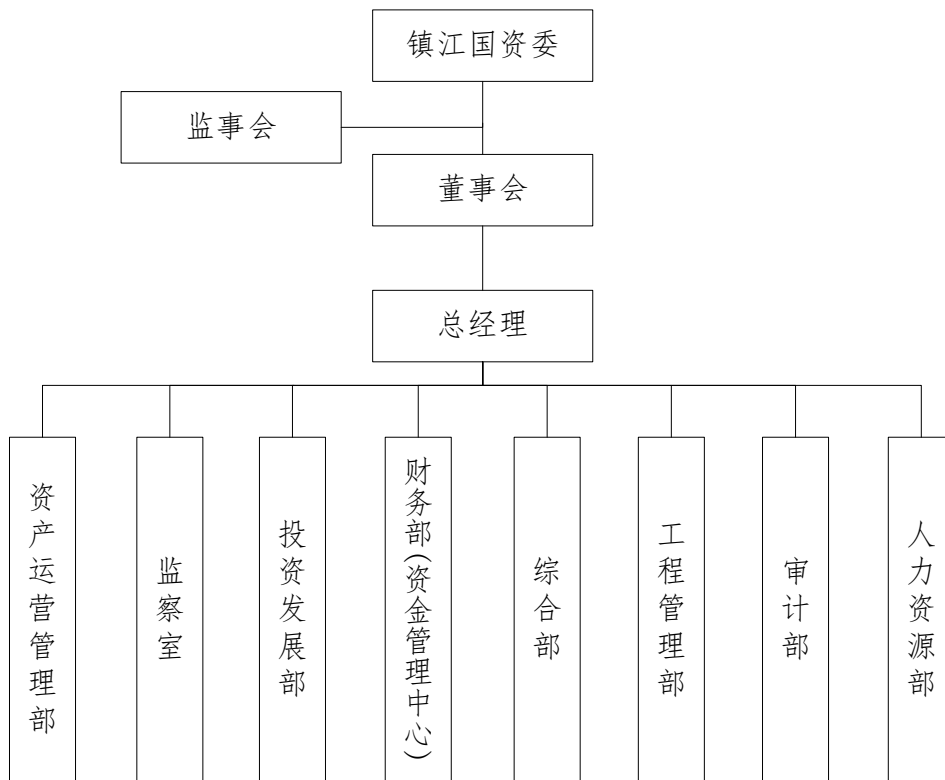 镇江国资委
监事会
董事会
总经理
资产运营管理部
监察室
投资发展部
财务部(资金管理中心)
综合部
工程管理部
审计部
人力资源部